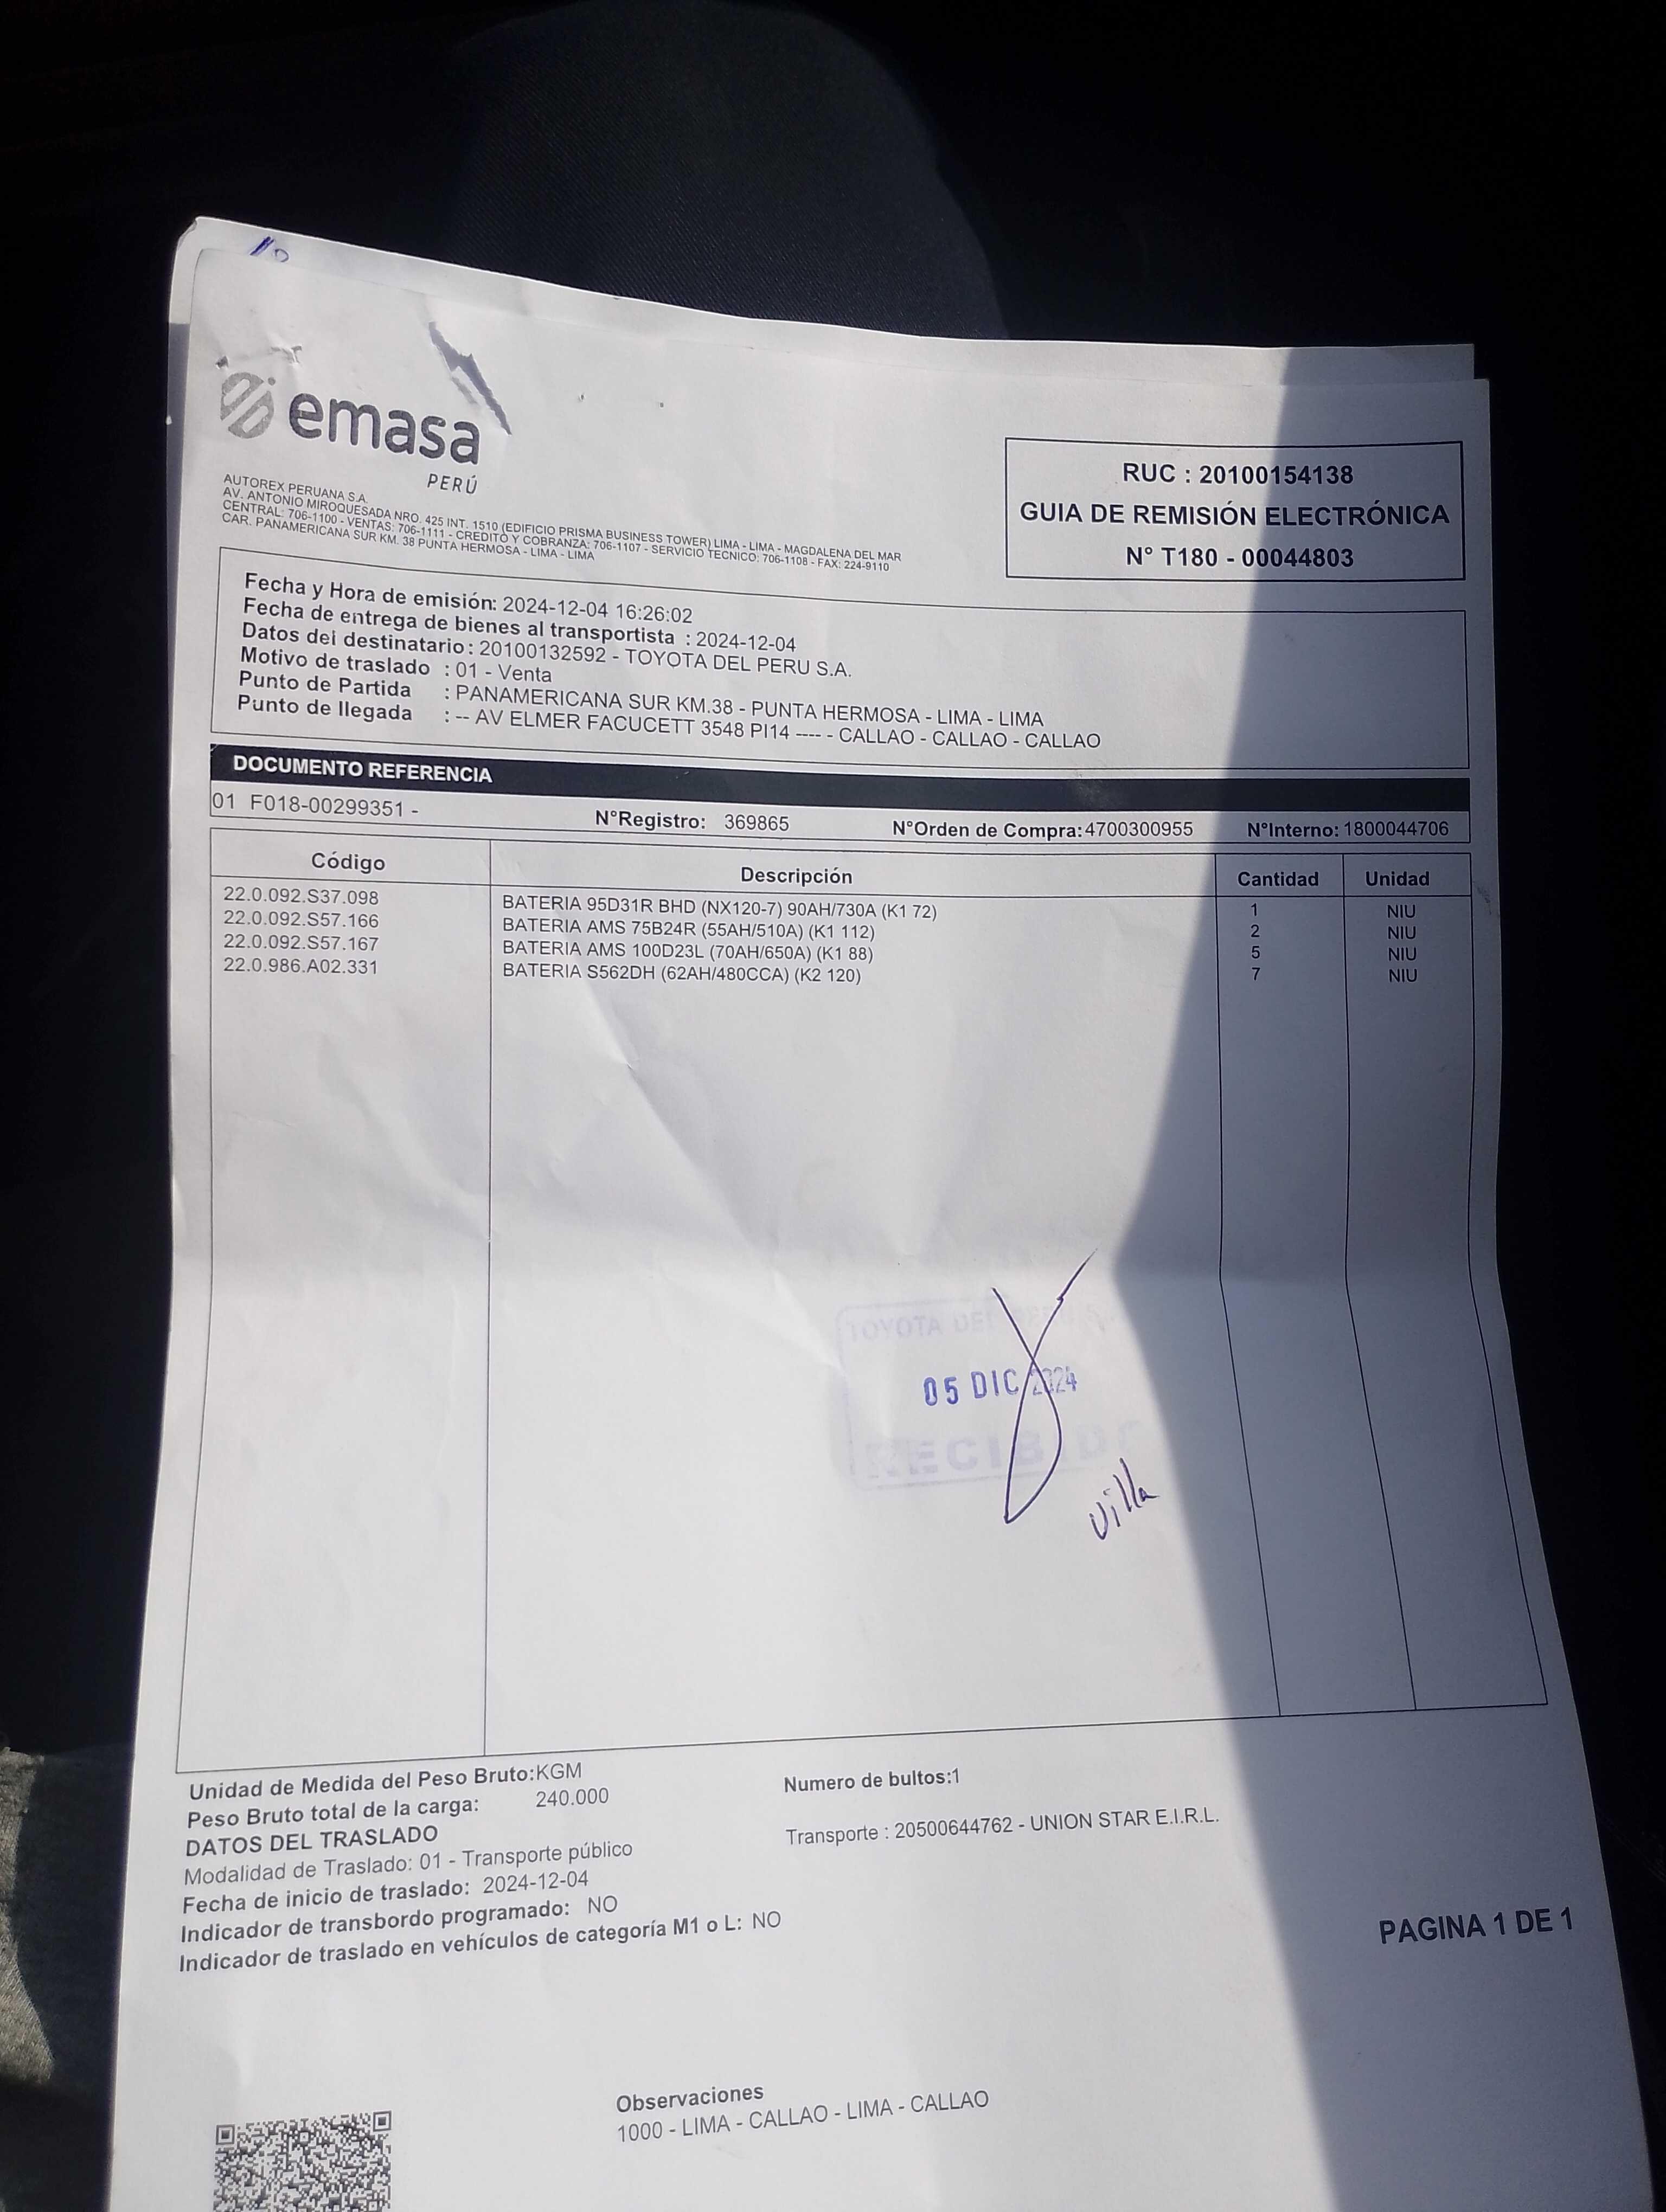 emasa
PERÚ
AUTOREX PERUANA S.A.
AV. ANTONIO MIROQUESADA NRO. 425 INT. 1510 (EDIFICIO PRISMA BUSINESS TOWER) LIMA - LIMA - MAGDALENA DEL MAR
CENTRAL: 706-1100 - VENTAS: 706-1111 - CREDITO Y COBRANZA: 706-1107 - SERVICIO TECNICO: 706-1108 - FAX: 224-9110
CAR. PANAMERICANA SUR KM. 38 PUNTA HERMOSA - LIMA - LIMA
RUC : 20100154138
GUIA DE REMISIÓN ELECTRÓNICA
N° T180 - 00044803
Fecha y Hora de emisión: 2024-12-04 16:26:02
Fecha de entrega de bienes al transportista : 2024-12-04
Datos del destinatario : 20100132592 - TOYOTA DEL PERU S.A.
Motivo de traslado : 01 - Venta
Punto de Partida : PANAMERICANA SUR KM.38 - PUNTA HERMOSA - LIMA - LIMA
Punto de llegada : -- AV ELMER FACUCETT 3548 PI14 ---- - CALLAO - CALLAO - CALLAO
DOCUMENTO REFERENCIA
01 F018-00299351 - N°Registro: 369865 N°Orden de Compra: 4700300955 N°Interno: 1800044706
Código Descripción Cantidad Unidad
22.0.092.S37.098 BATERIA 95D31R BHD (NX120-7) 90AH/730A (K1 72) 1 NIU
22.0.092.S57.166 BATERIA AMS 75B24R (55AH/510A) (K1 112) 2 NIU
22.0.092.S57.167 BATERIA AMS 100D23L (70AH/650A) (K1 88) 5 NIU
22.0.986.A02.331 BATERIA S562DH (62AH/480CCA) (K2 120) 7 NIU
TOYOTA DEL PERU
05 DIC 2024
RECIBIDO
Villa
Unidad de Medida del Peso Bruto:KGM Numero de bultos:1
Peso Bruto total de la carga: 240.000
DATOS DEL TRASLADO Transporte : 20500644762 - UNION STAR E.I.R.L.
Modalidad de Traslado: 01 - Transporte público
Fecha de inicio de traslado: 2024-12-04
Indicador de transbordo programado: NO
Indicador de traslado en vehículos de categoría M1 o L: NO
PAGINA 1 DE 1
Observaciones
1000 - LIMA - CALLAO - LIMA - CALLAO